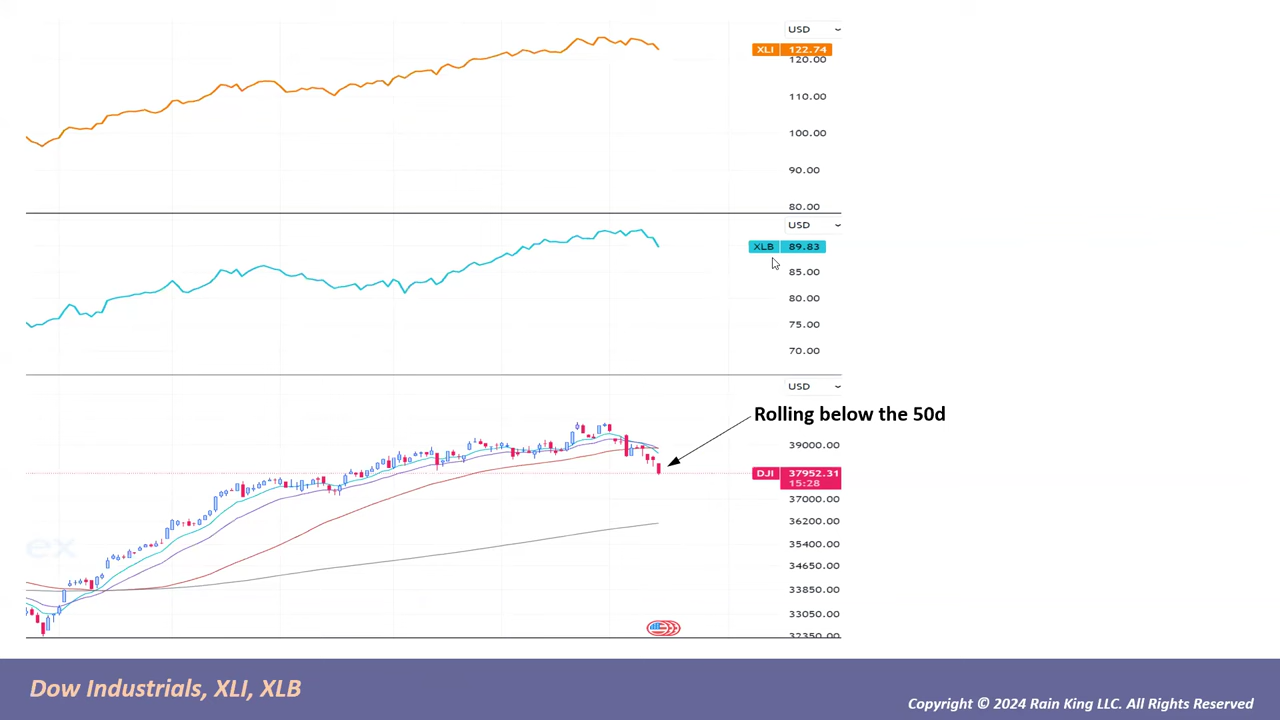 USD
XLI 122.74
120.00
110.00
100.00
90.00
80.00
USD
XLB 89.83
85.00
80.00
75.00
70.00
USD
Rolling below the 50d
39000.00
DJI 37952.31
15:28
37000.00
36200.00
35400.00
ex
34650.00
33850.00
33050.00
32350.00
Dow Industrials, XLI, XLB
Copyright © 2024 Rain King LLC. All Rights Reserved